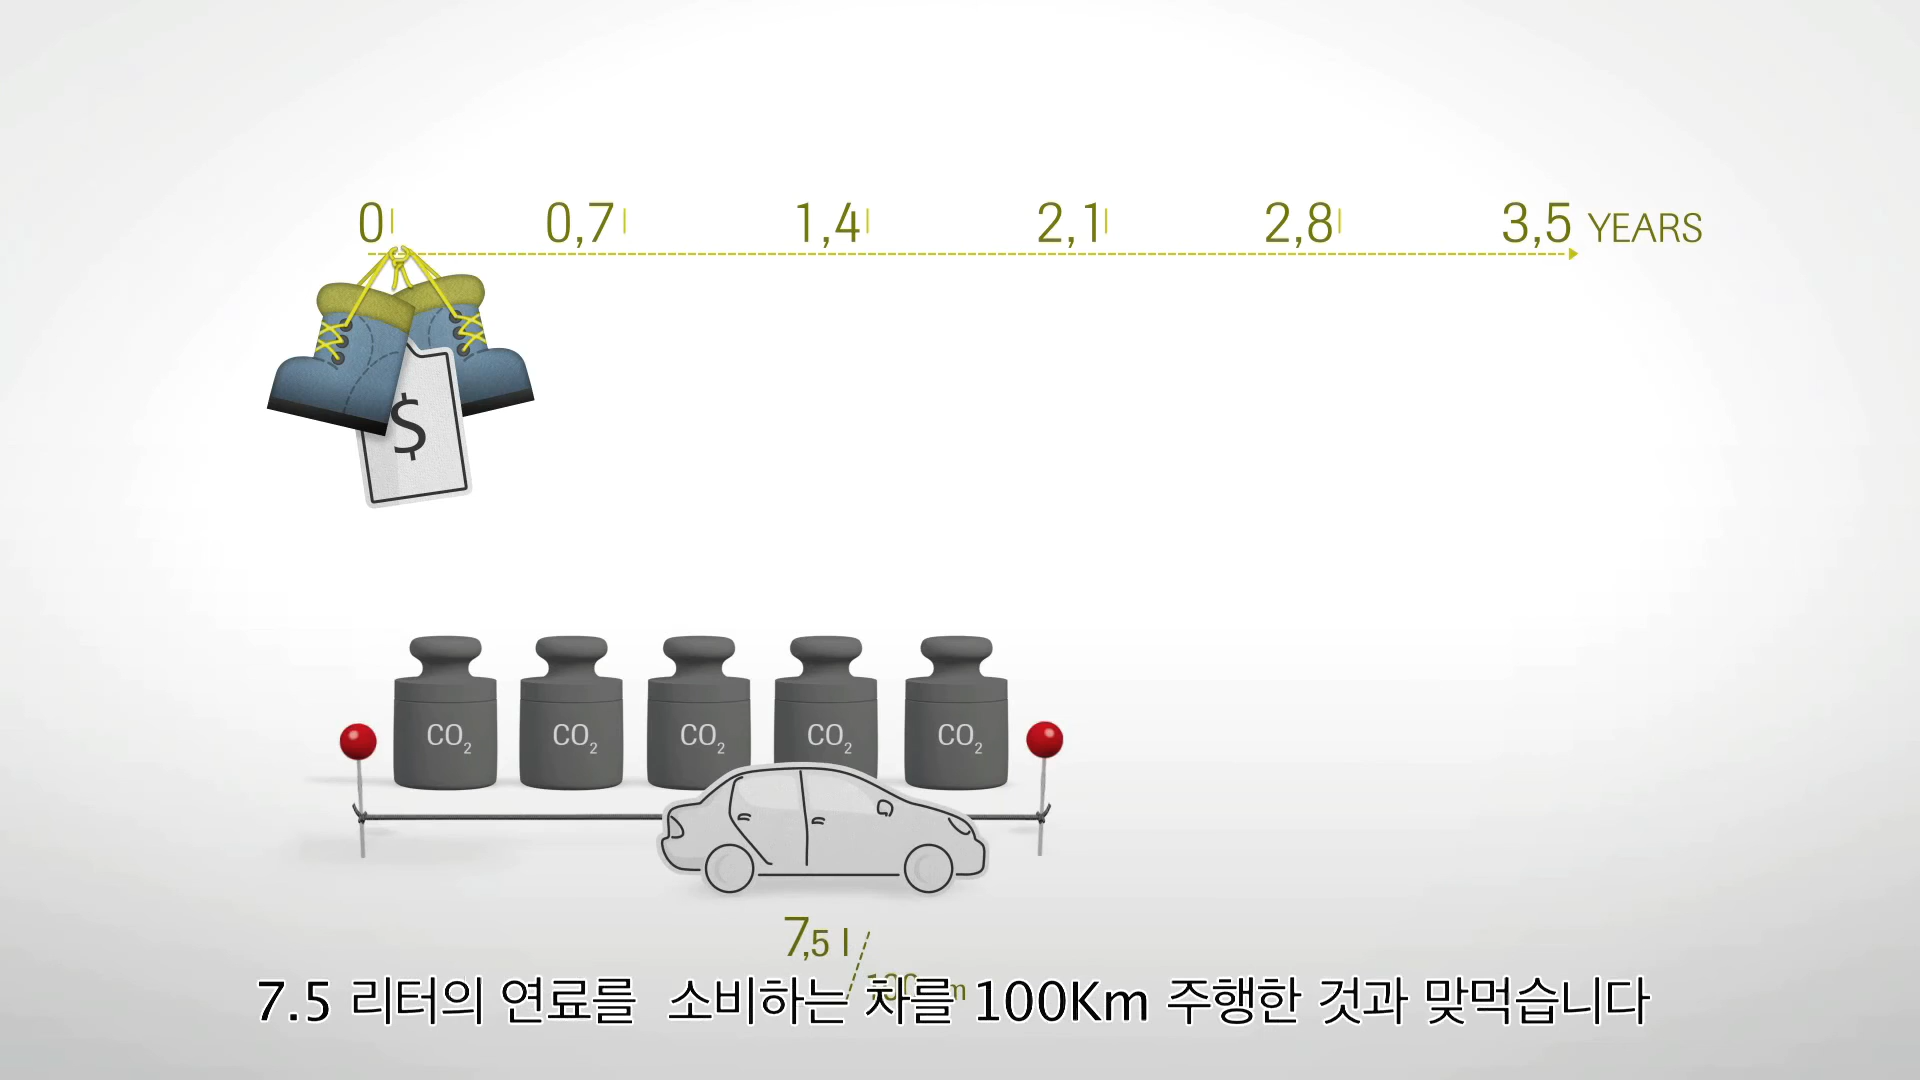 0 0,7 1,4 2,1 2,8 3,5 YEARS
$
CO₂ CO₂ CO₂ CO₂ CO₂
7,5 l
7.5 리터의 연료를 소비하는 차를 100Km 주행한 것과 맞먹습니다